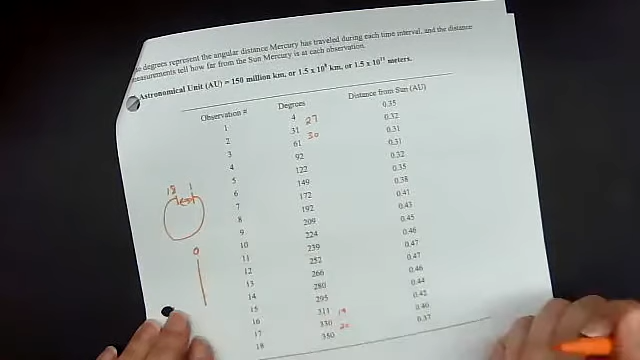 degrees represent the angular distance Mercury has traveled during each time interval, and the distance
measurements tell how far from the Sun Mercury is at each observation.
Astronomical Unit (AU) = 150 million km, or 1.5 x 10⁸ km, or 1.5 x 10¹¹ meters.
Observation # Degrees Distance from Sun (AU)
1 4 0.35
27
2 31 0.32
30
3 61 0.31
4 92 0.31
5 122 0.32
6 149 0.35
7 172 0.38
8 192 0.41
9 209 0.43
10 224 0.45
11 239 0.46
12 252 0.47
13 266 0.47
14 280 0.46
15 295 0.44
16 311 0.42
19
17 330 0.40
20
18 350 0.37
18 1
0